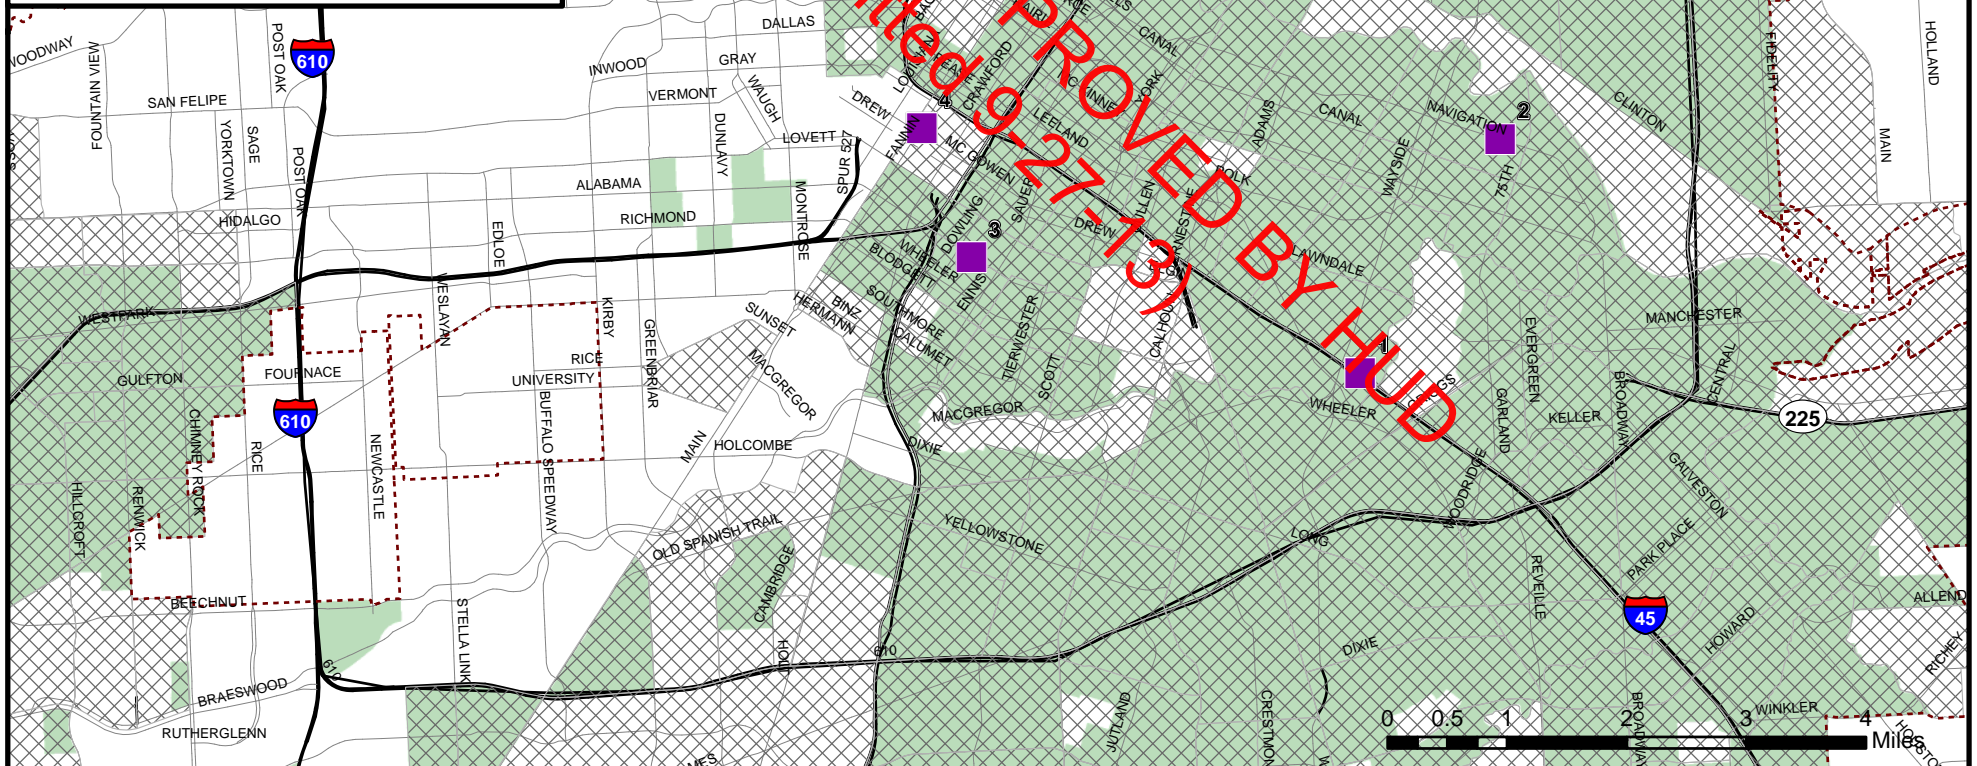 DALLAS
CANAL
WOODWAY
FOUNTAIN VIEW
POST OAK
610
INWOOD
GRAY
WAUGH
PEASE
CRAWFORD
YORK
FIDELITY
HOLLAND
SAN FELIPE
VERMONT
DREW
4
LEELAND
ADAMS
CANAL
NAVIGATION
2
CLINTON
YORKTOWN
SAGE
DUNLAVY
LOVETT
SPUR 527
FANNIN
MC GOWEN
WAYSIDE
75TH
MAIN
POST OAK
ALABAMA
MONTROSE
SAUER
POLK
HIDALGO
RICHMOND
EDLOE
DOWLING
3
DREW
LAWNDALE
WHEELER
BLODGETT
ENNIS
PROVED BY HUD
9-27-13)
WESTPARK
WESLAYAN
KIRBY
SUNSET
HERMANN
BINZ
SOUTHMORE
CALUMET
TIERWESTER
MANCHESTER
EVERGREEN
GREENBRIAR
RICE
UNIVERSITY
MACGREGOR
SCOTT
1
CENTRAL
GULFTON
FOURNACE
610
CHIMNEY ROCK
RICE
NEWCASTLE
BUFFALO SPEEDWAY
MAIN
HOLCOMBE
MACGREGOR
DIXIE
WHEELER
GARLAND
KELLER
BROADWAY
225
HILLCROFT
RENWICK
OLD SPANISH TRAIL
YELLOWSTONE
LONG
WOODRIDGE
GALVESTON
PARK PLACE
BEECHNUT
STELLA LINK
CAMBRIDGE
REVEILLE
45
HOWARD
RICHEY
610
610
DIXIE
BRAESWOOD
RUTHERGLENN
JUTLAND
BROADWAY
WINKLER
0 0.5 1 2 3 4
Miles